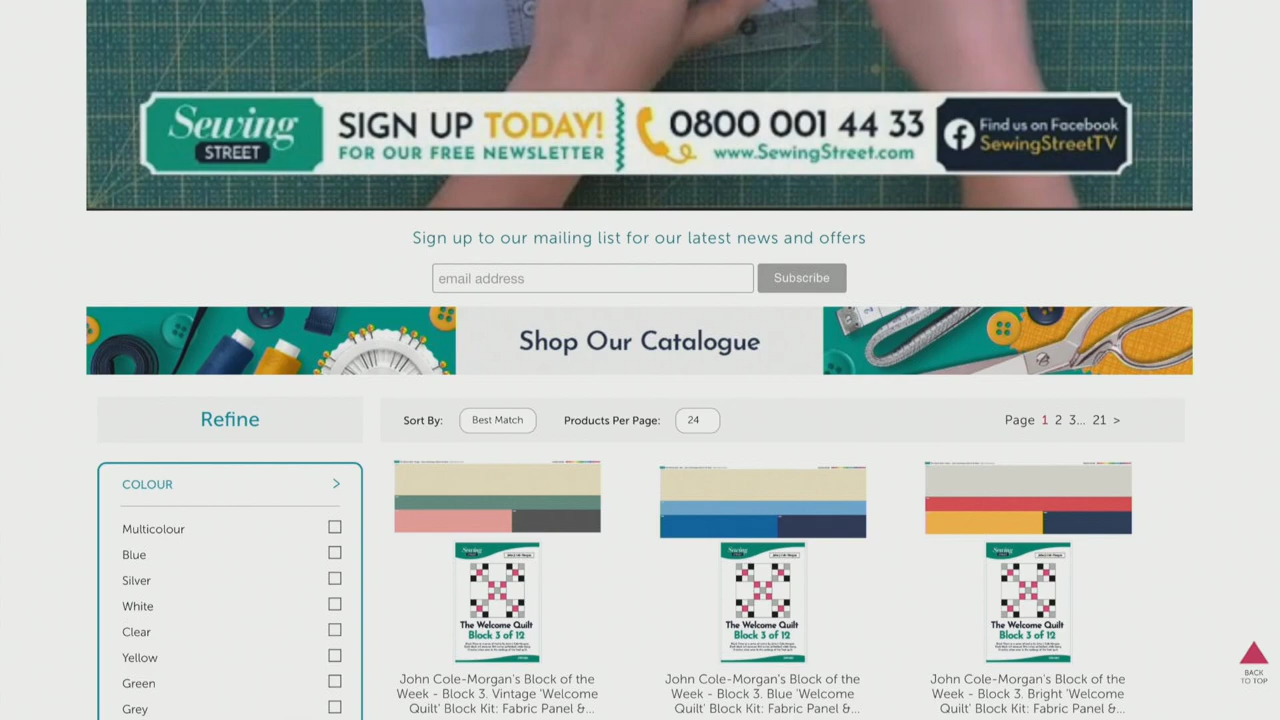 Sewing
STREET
SIGN UP TODAY!
FOR OUR FREE NEWSLETTER
0800 001 44 33
www.SewingStreet.com
Find us on Facebook
SewingStreetTV
Sign up to our mailing list for our latest news and offers
email address
Subscribe
Shop Our Catalogue
Refine
Sort By: Best Match Products Per Page: 24 Page 1 2 3... 21 >
COLOUR >
Multicolour
Blue
Silver
White
Clear
Yellow
Green
Grey
Sewing
The Welcome Quilt
Block 3 of 12
John Cole-Morgan's Block of the
Week - Block 3. Vintage 'Welcome
Quilt' Block Kit: Fabric Panel &...
Sewing
The Welcome Quilt
Block 3 of 12
John Cole-Morgan's Block of the
Week - Block 3. Blue 'Welcome
Quilt' Block Kit: Fabric Panel &...
Sewing
The Welcome Quilt
Block 3 of 12
John Cole-Morgan's Block of the
Week - Block 3. Bright 'Welcome
Quilt' Block Kit: Fabric Panel &...
BACK
TO TOP